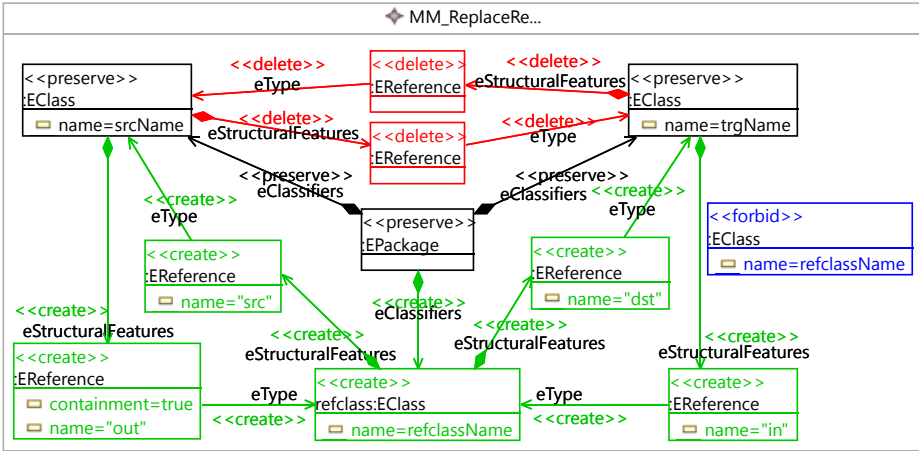 MM_ReplaceRe...
<<preserve>>
:EClass
name=srcName
<<delete>>
eType
<<delete>>
:EReference
<<delete>>
eStructuralFeatures
<<preserve>>
:EClass
name=trgName
<<delete>>
eStructuralFeatures
<<delete>>
:EReference
<<delete>>
eType
<<preserve>>
eClassifiers
<<preserve>>
eClassifiers
<<create>>
eType
<<preserve>>
:EPackage
<<create>>
eType
<<forbid>>
:EClass
name=refclassName
<<create>>
:EReference
name="src"
<<create>>
:EReference
name="dst"
<<create>>
eStructuralFeatures
<<create>>
eClassifiers
<<create>>
eStructuralFeatures
<<create>>
eStructuralFeatures
<<create>>
eStructuralFeatures
<<create>>
:EReference
containment=true
name="out"
eType
<<create>>
<<create>>
refclass:EClass
name=refclassName
eType
<<create>>
<<create>>
:EReference
name="in"